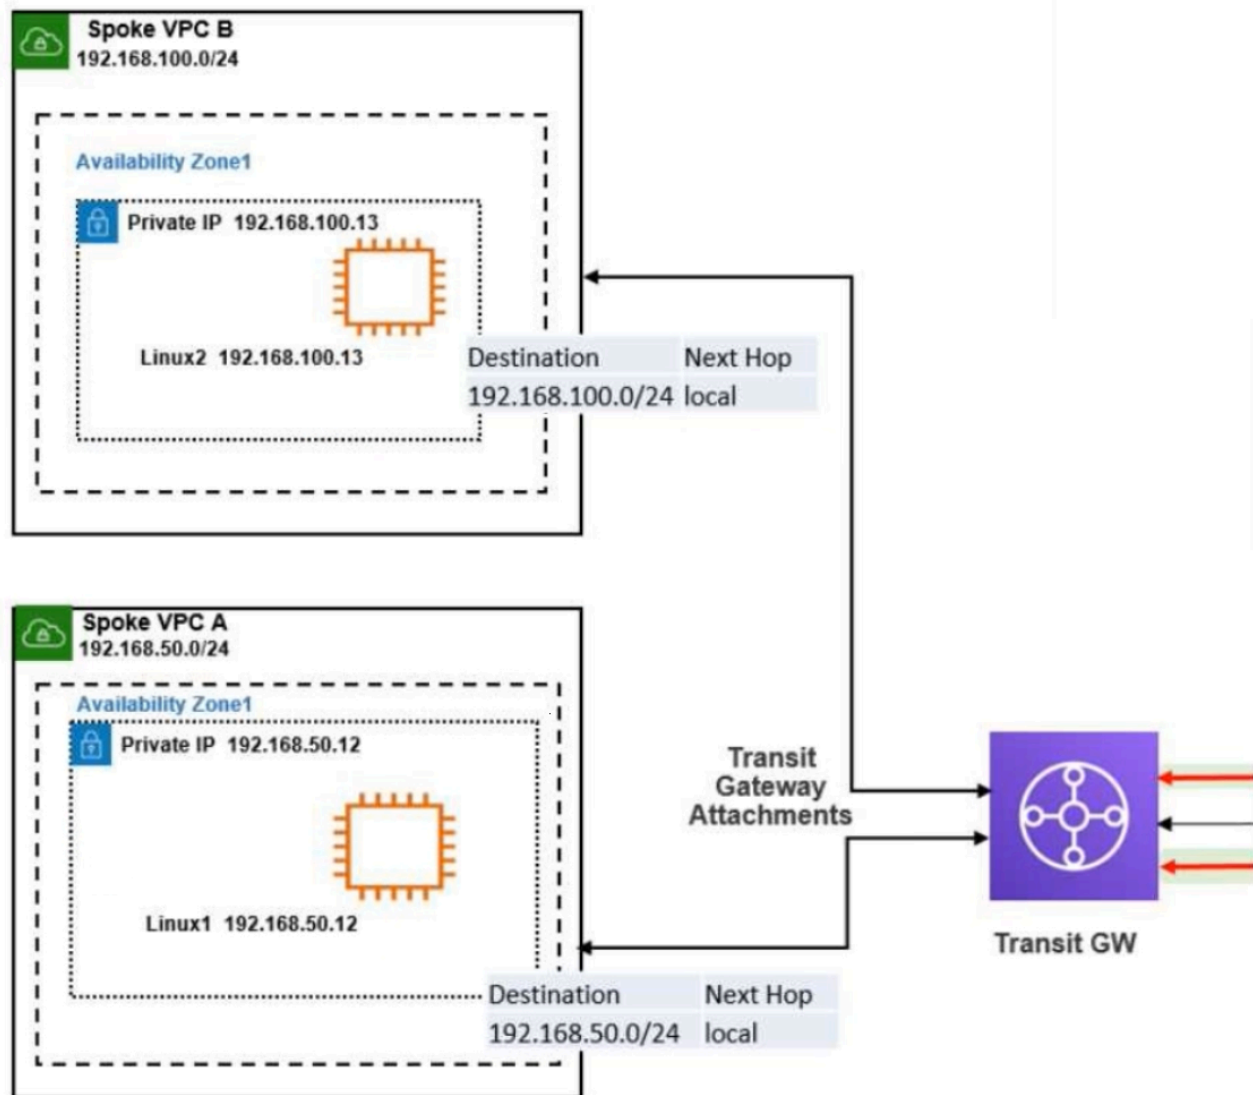 Spoke VPC B
192.168.100.0/24
Availability Zone1
Private IP 192.168.100.13
Linux2 192.168.100.13
Destination Next Hop
192.168.100.0/24 local
Spoke VPC A
192.168.50.0/24
Availability Zone1
Private IP 192.168.50.12
Linux1 192.168.50.12
Destination Next Hop
192.168.50.0/24 local
Transit
Gateway
Attachments
Transit GW